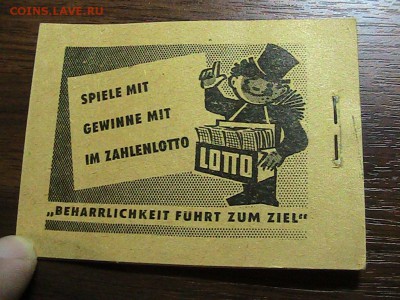 COINS.LAVE.RU
SPIELE MIT
GEWINNE MIT
IM ZAHLENLOTTO
LOTTO
„BEHARRLICHKEIT FÜHRT ZUM ZIEL“